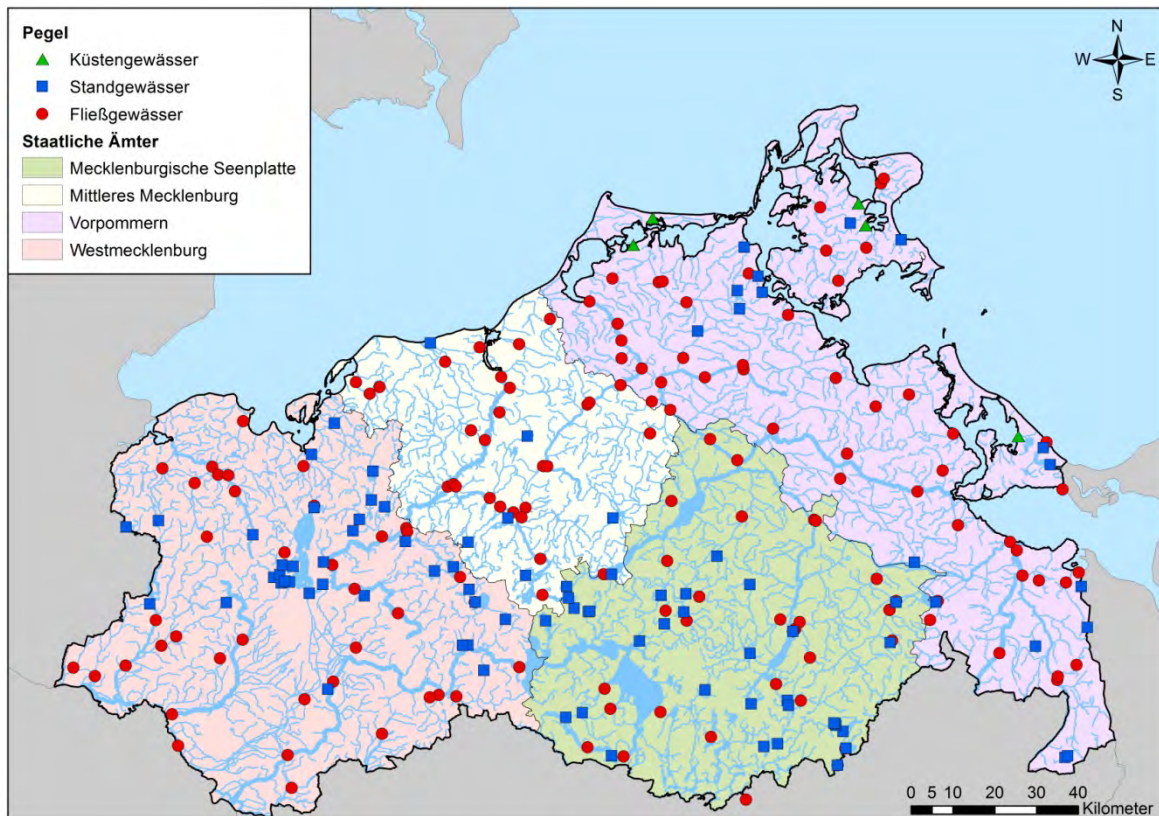 Pegel
Küstengewässer
Standgewässer
Fließgewässer
Staatliche Ämter
Mecklenburgische Seenplatte
Mittleres Mecklenburg
Vorpommern
Westmecklenburg
N
W E
S
0 5 10 20 30 40
Kilometer